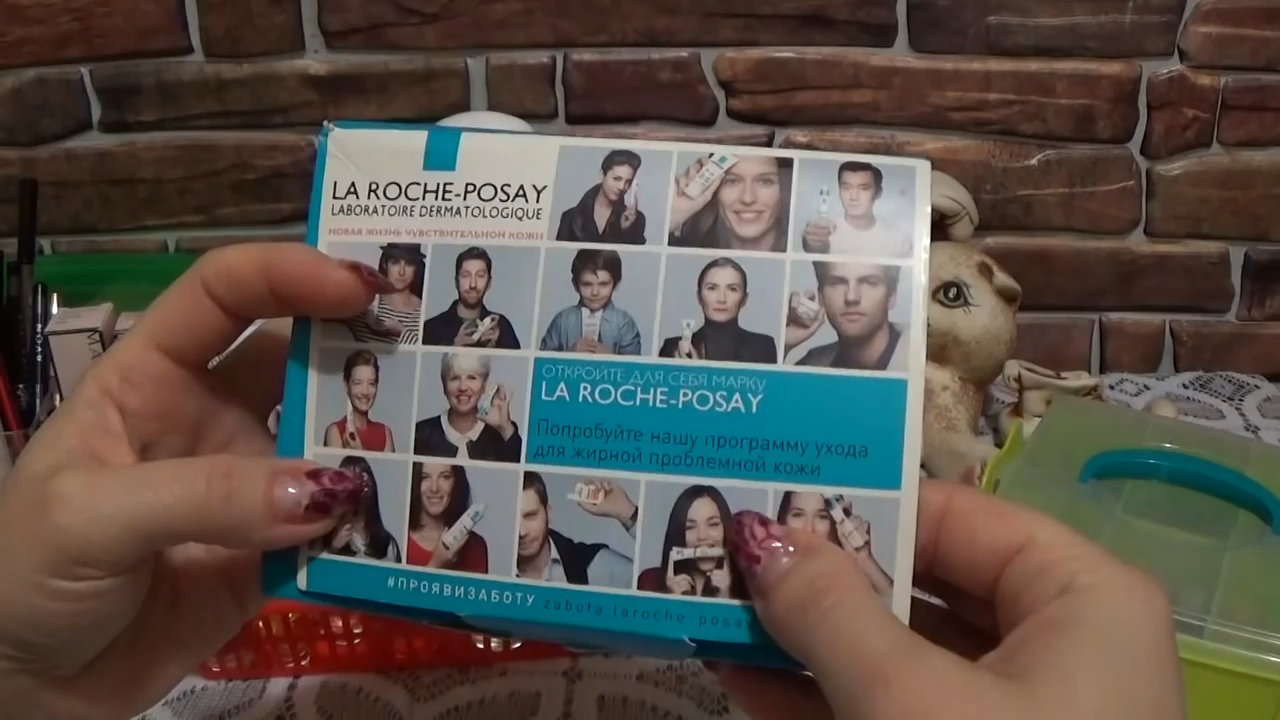 LA ROCHE-POSAY
LABORATOIRE DERMATOLOGIQUE
НОВАЯ ЖИЗНЬ ЧУВСТВИТЕЛЬНОЙ КОЖИ
ОТКРОЙТЕ ДЛЯ СЕБЯ МАРКУ
LA ROCHE-POSAY
Попробуйте нашу программу ухода
для жирной проблемной кожи
#ПРОЯВИЗАБОТУ zabota.laroche-posay
AVON